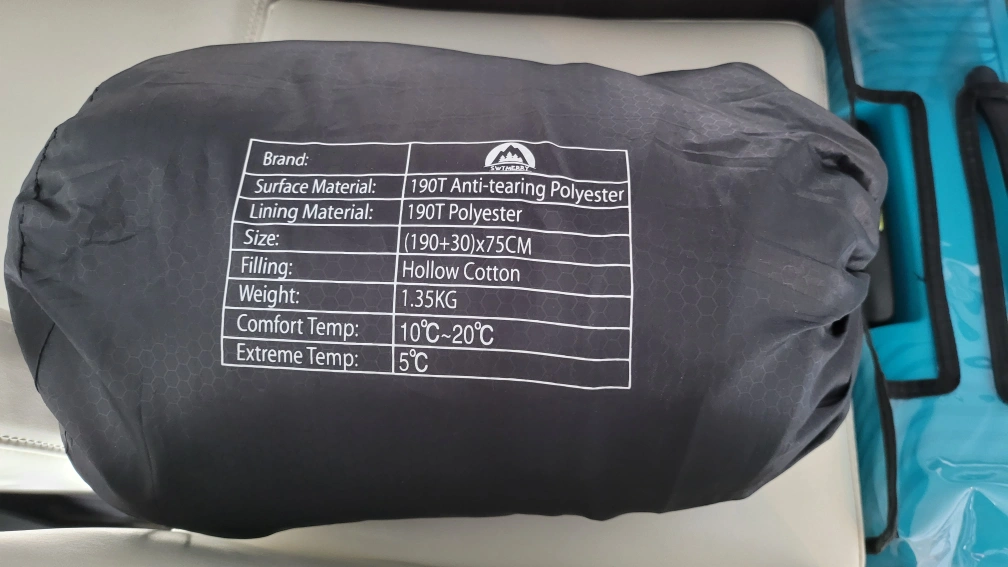 Brand: SWTMERRY
Surface Material: 190T Anti-tearing Polyester
Lining Material: 190T Polyester
Size: (190+30)x75CM
Filling: Hollow Cotton
Weight: 1.35KG
Comfort Temp: 10℃~20℃
Extreme Temp: 5℃